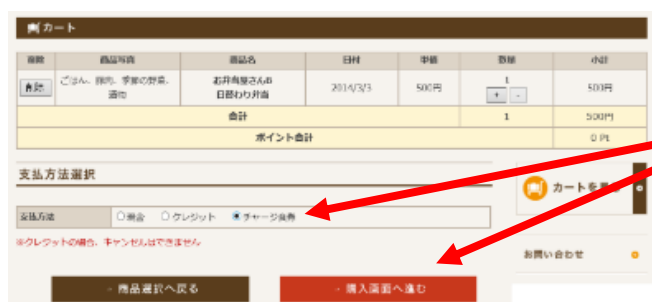 カート
削除 商品写真 商品名 日付 単価 数量 小計
削除 ごはん、豚肉、季節の野菜、漬物 お弁当屋さんB 日替わり弁当 2014/3/3 500円 1 + - 500円
合計 1 500円
ポイント合計 0 Pt
支払方法選択
カートを
支払方法 現金 クレジット チャージ食券
※クレジットの場合、キャンセルはできません
お問い合わせ
商品選択へ戻る 購入画面へ進む